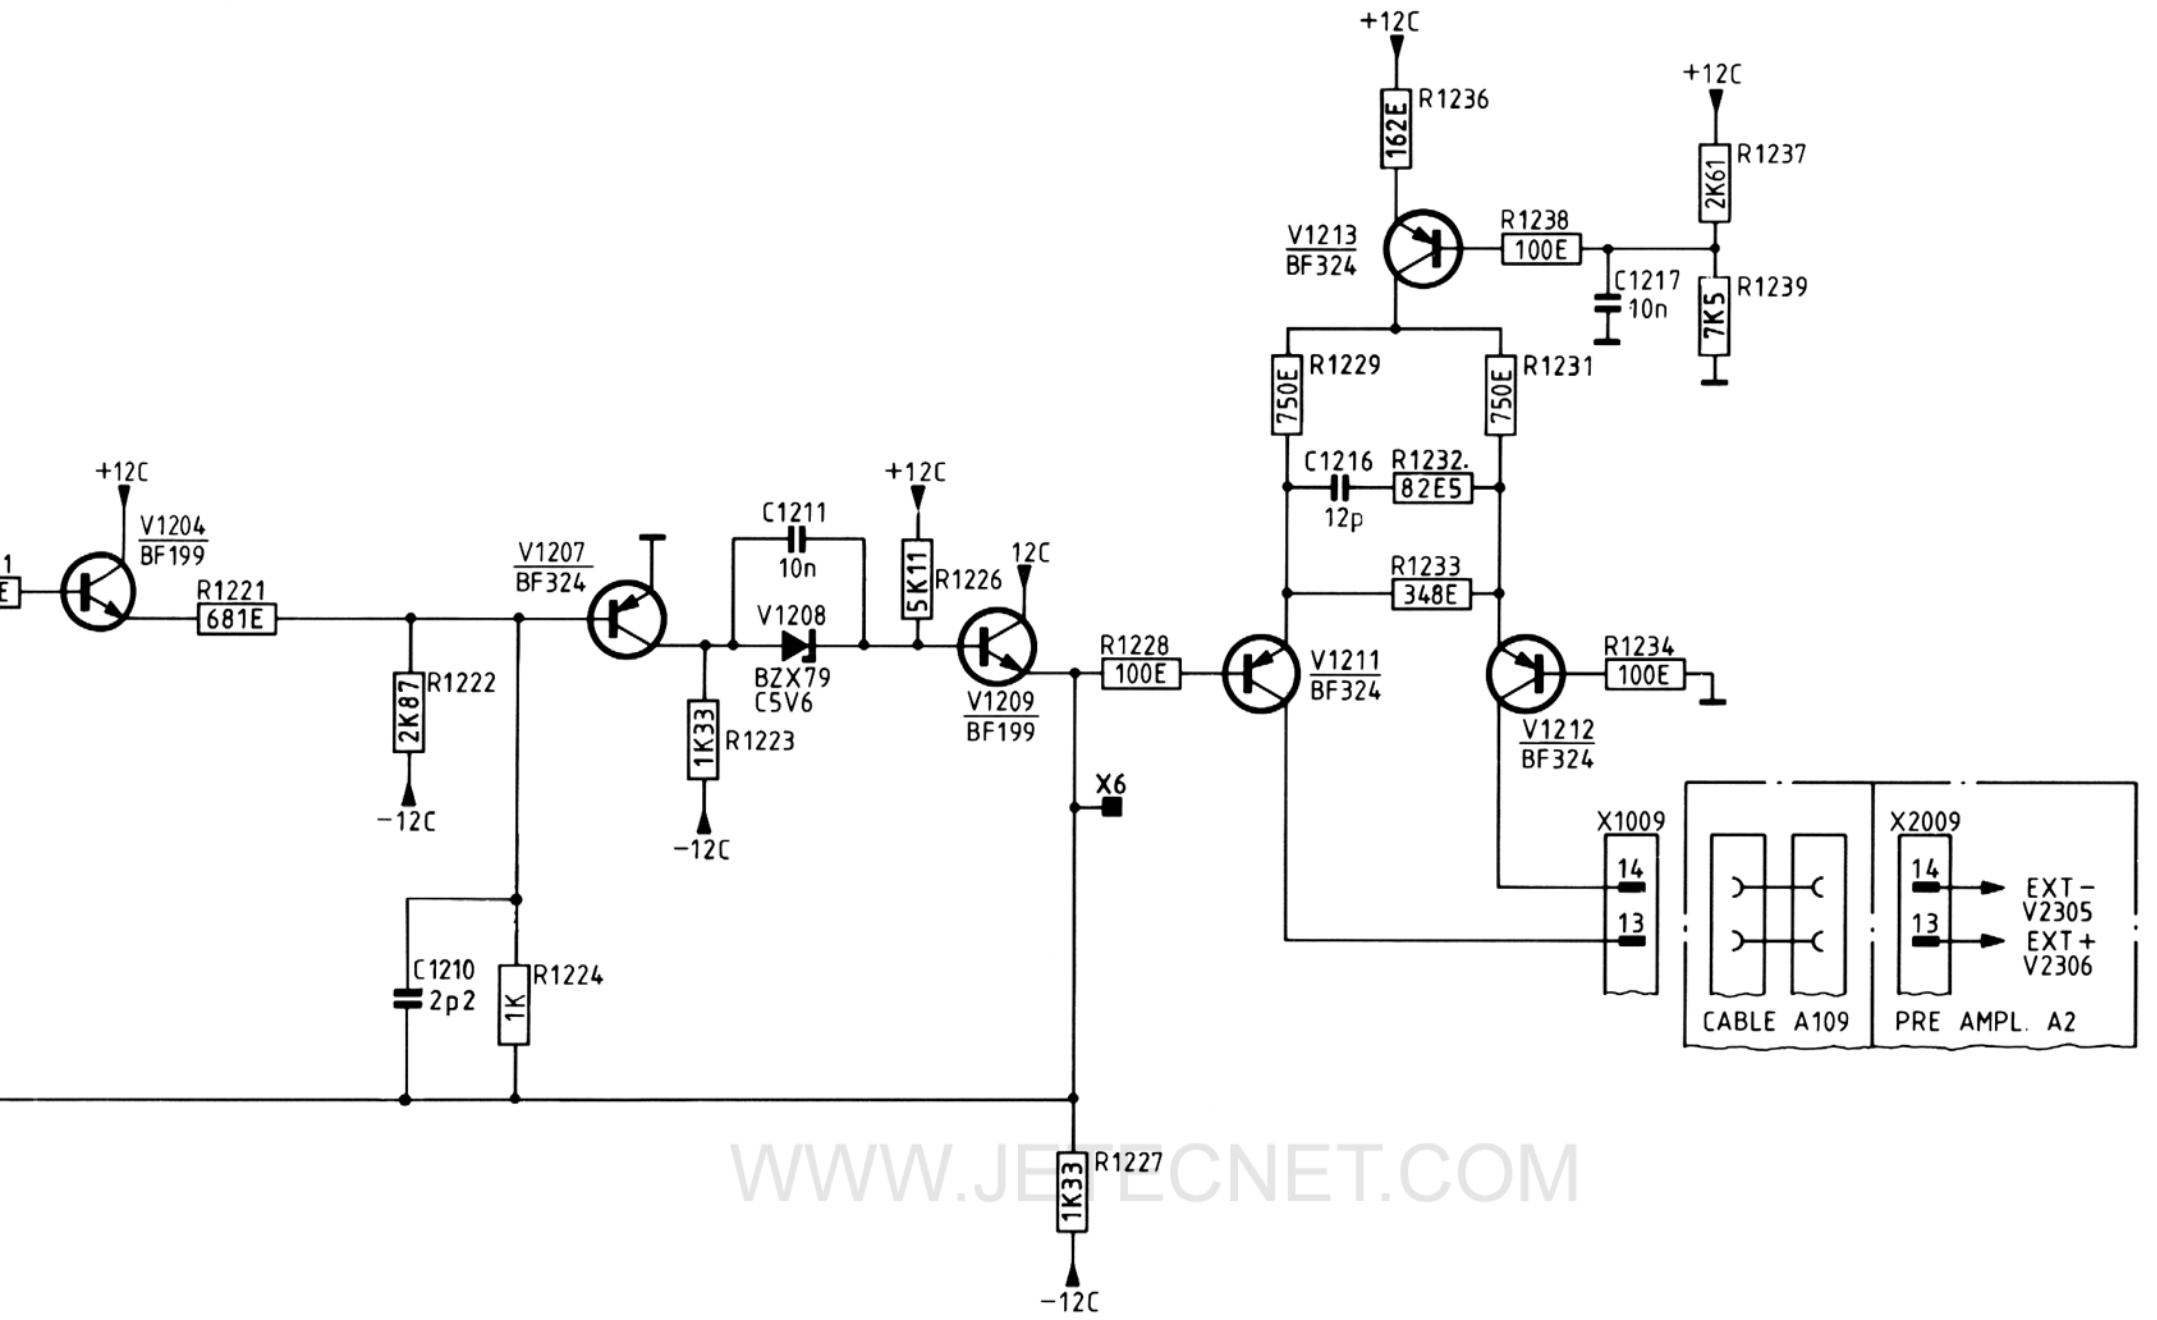 +12C
R1236
162E
+12C
R1237
2K61
V1213
BF324
R1238
100E
C1217
10n
R1239
7K5
R1229
750E
R1231
750E
C1216
12p
R1232.
82E5
R1233
348E
+12C
V1204
BF199
1
E
R1221
681E
V1207
BF324
C1211
10n
V1208
BZX79
C5V6
+12C
5K11
R1226
12C
V1209
BF199
R1228
100E
V1211
BF324
R1234
100E
V1212
BF324
R1222
2K87
-12C
R1223
1K33
-12C
X6
X1009
14
13
X2009
14
13
EXT-
V2305
EXT+
V2306
CABLE A109
PRE AMPL. A2
C1210
2p2
R1224
1K
WWW.JETECNET.COM
R1227
1K33
-12C